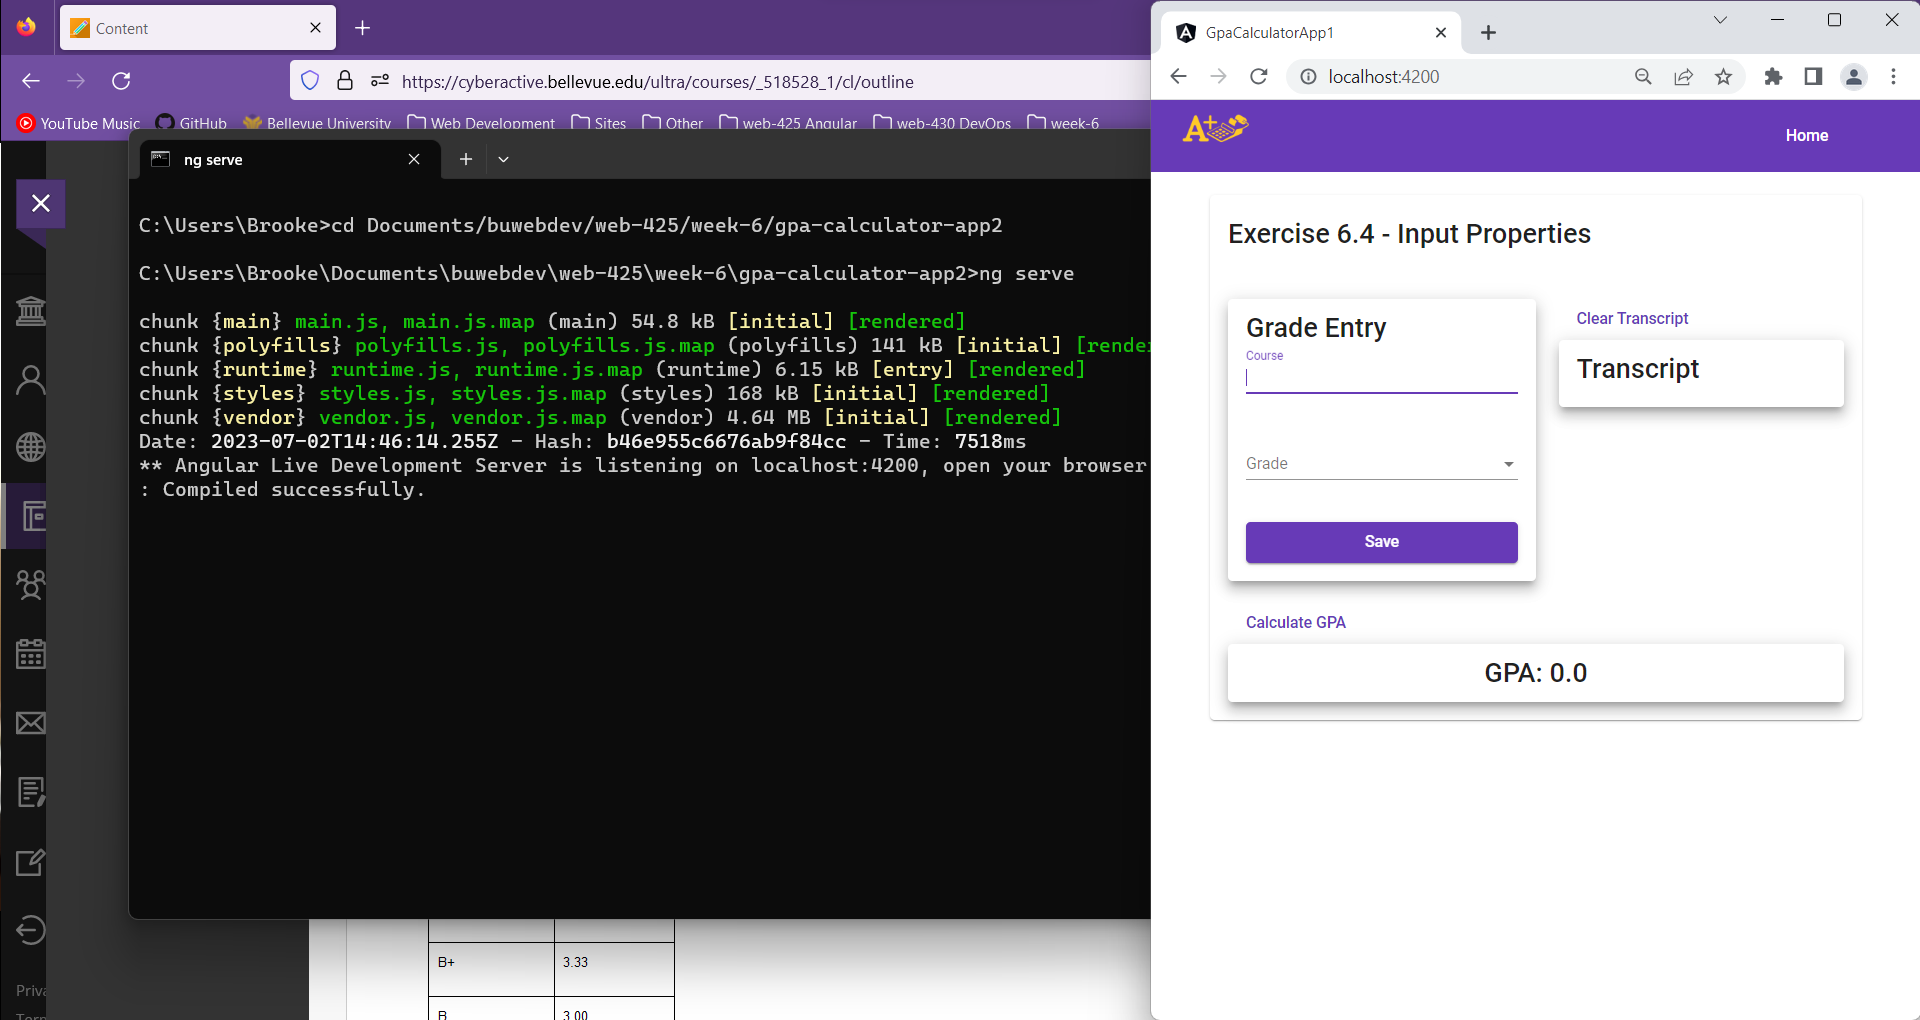 Content
https://cyberactive.bellevue.edu/ultra/courses/_518528_1/cl/outline
YouTube Music GitHub Bellevue University Web Development Sites Other web-425 Angular web-430 DevOps week-6
ng serve
C:\Users\Brooke>cd Documents/buwebdev/web-425/week-6/gpa-calculator-app2
C:\Users\Brooke\Documents\buwebdev\web-425\week-6\gpa-calculator-app2>ng serve
chunk {main} main.js, main.js.map (main) 54.8 kB [initial] [rendered]
chunk {polyfills} polyfills.js, polyfills.js.map (polyfills) 141 kB [initial] [rende
chunk {runtime} runtime.js, runtime.js.map (runtime) 6.15 kB [entry] [rendered]
chunk {styles} styles.js, styles.js.map (styles) 168 kB [initial] [rendered]
chunk {vendor} vendor.js, vendor.js.map (vendor) 4.64 MB [initial] [rendered]
Date: 2023-07-02T14:46:14.255Z - Hash: b46e955c6676ab9f84cc - Time: 7518ms
** Angular Live Development Server is listening on localhost:4200, open your browser
: Compiled successfully.
B+ 3.33
B 3.00
Priva
GpaCalculatorApp1
localhost:4200
A+
Home
Exercise 6.4 - Input Properties
Grade Entry
Course
Grade
Save
Clear Transcript
Transcript
Calculate GPA
GPA: 0.0